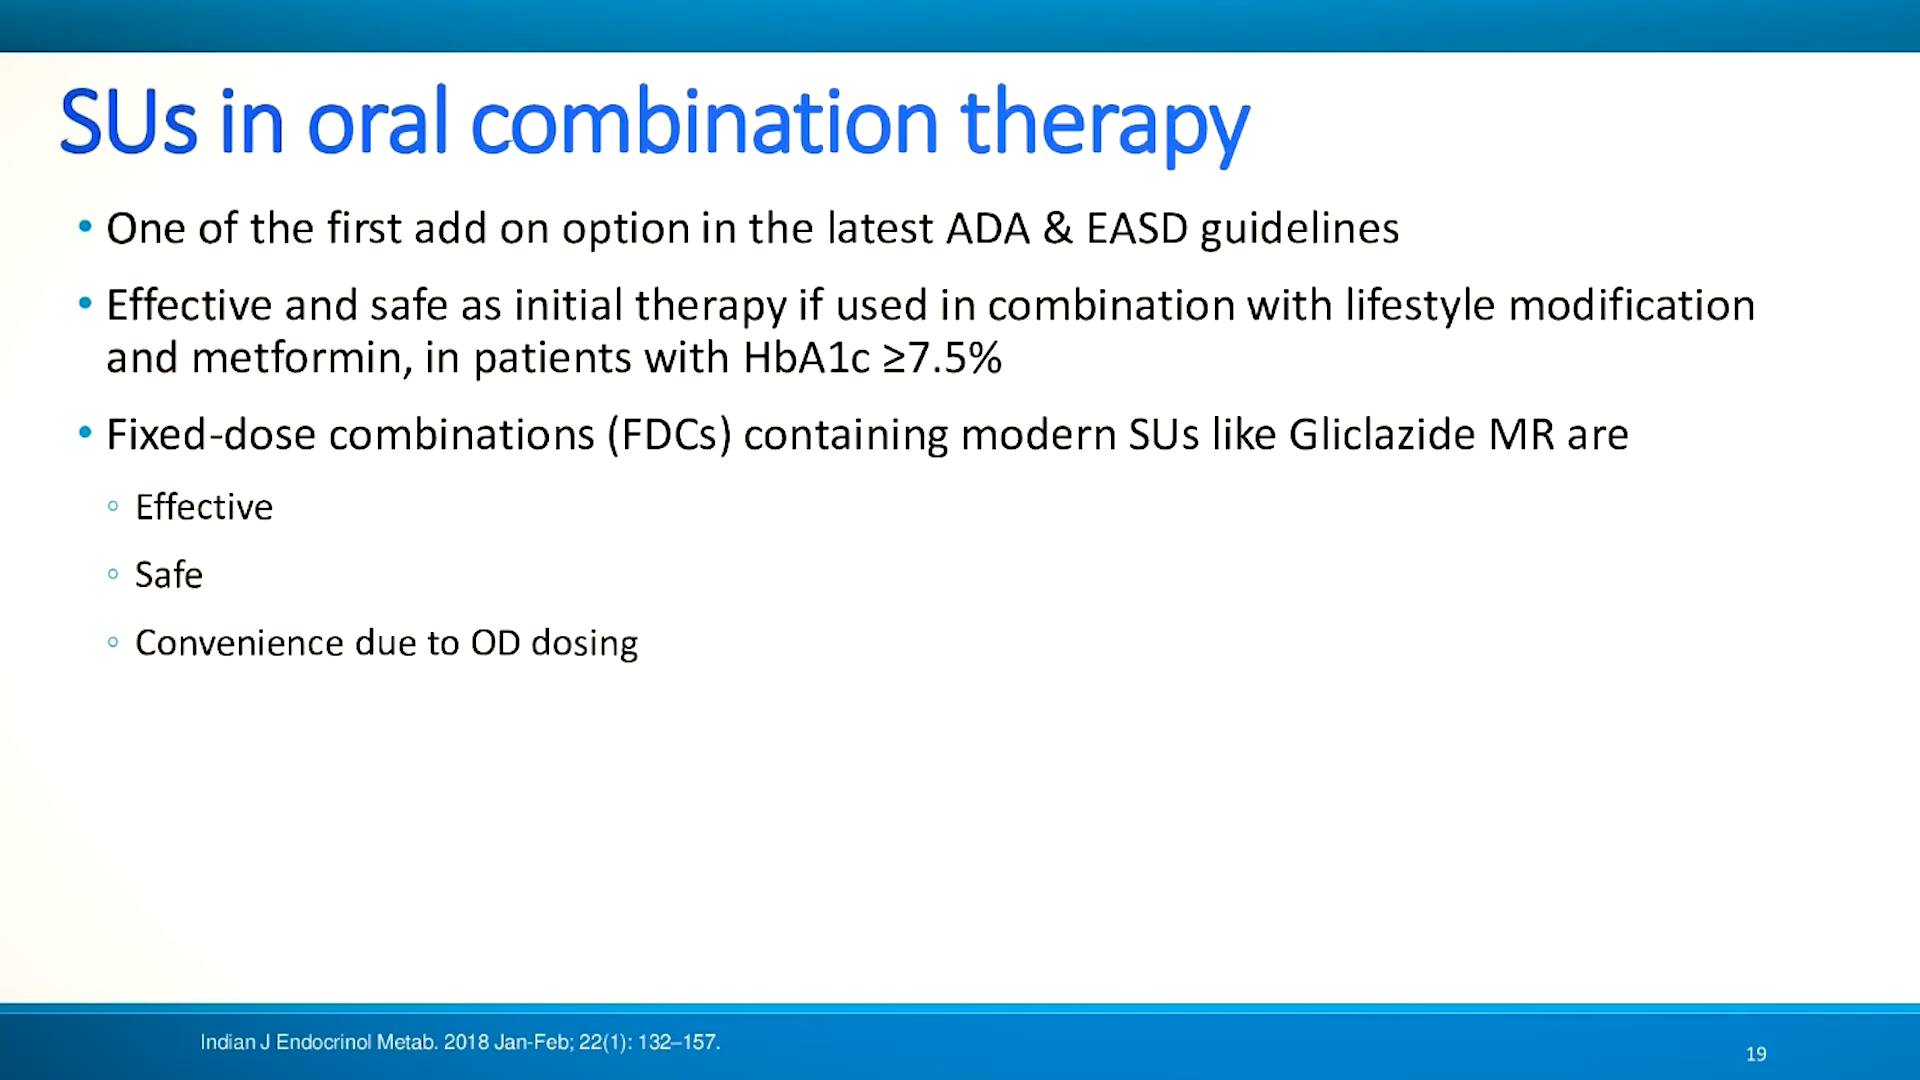 SUs in oral combination therapy
• One of the first add on option in the latest ADA & EASD guidelines
• Effective and safe as initial therapy if used in combination with lifestyle modification
and metformin, in patients with HbA1c ≥7.5%
• Fixed-dose combinations (FDCs) containing modern SUs like Gliclazide MR are
◦ Effective
◦ Safe
◦ Convenience due to OD dosing
Indian J Endocrinol Metab. 2018 Jan-Feb; 22(1): 132–157.
19